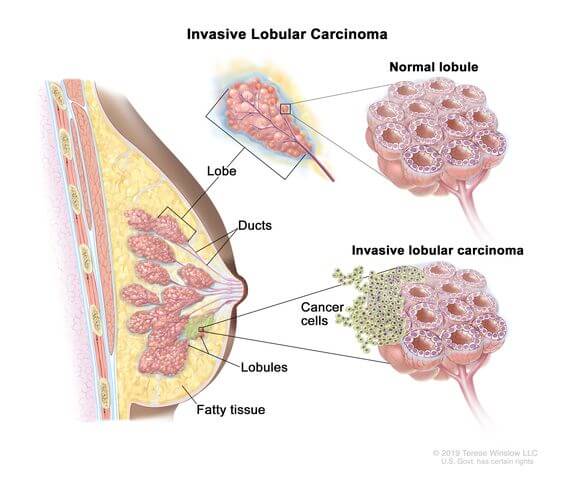 Invasive Lobular Carcinoma
Normal lobule
Lobe
Ducts
Invasive lobular carcinoma
Cancer
cells
Lobules
Fatty tissue
© 2019 Terese Winslow LLC
U.S. Govt. has certain rights